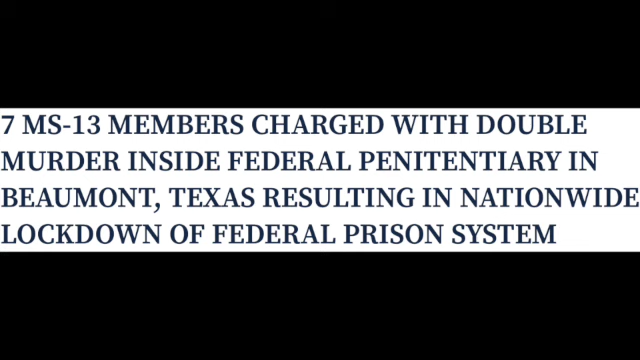 7 MS-13 MEMBERS CHARGED WITH DOUBLE
MURDER INSIDE FEDERAL PENITENTIARY IN
BEAUMONT, TEXAS RESULTING IN NATIONWIDE
LOCKDOWN OF FEDERAL PRISON SYSTEM